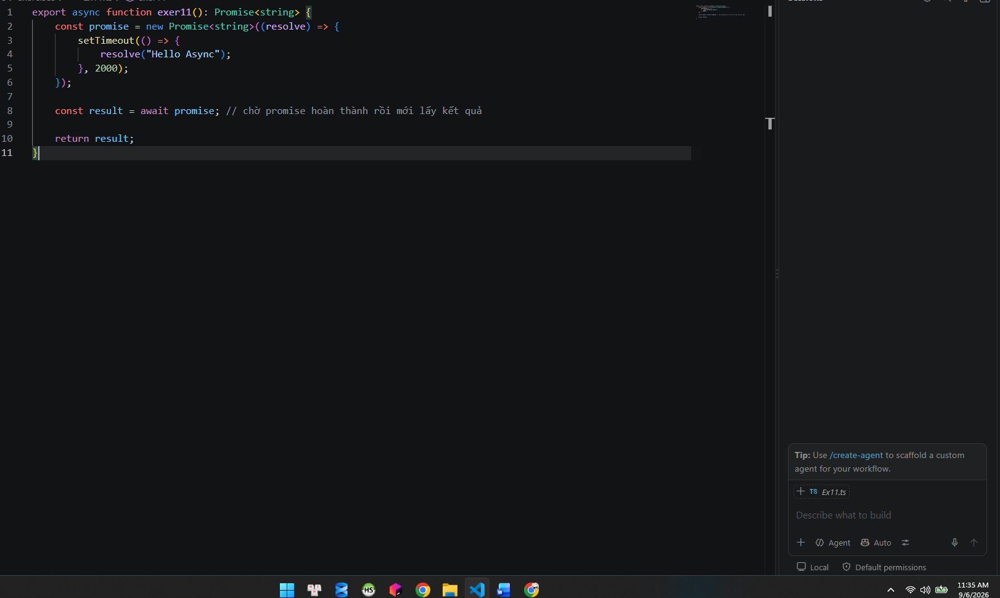 1 export async function exer11(): Promise<string> {
2 const promise = new Promise<string>((resolve) => {
3 setTimeout(() => {
4 resolve("Hello Async");
5 }, 2000);
6 });
7
8 const result = await promise; // chờ promise hoàn thành rồi mới lấy kết quả
9
10 return result;
11 }
Tip: Use /create-agent to scaffold a custom
agent for your workflow.
TS Ex11.ts
Describe what to build
Agent Auto
Local Default permissions
HS
W
11:35 AM
9/6/2026